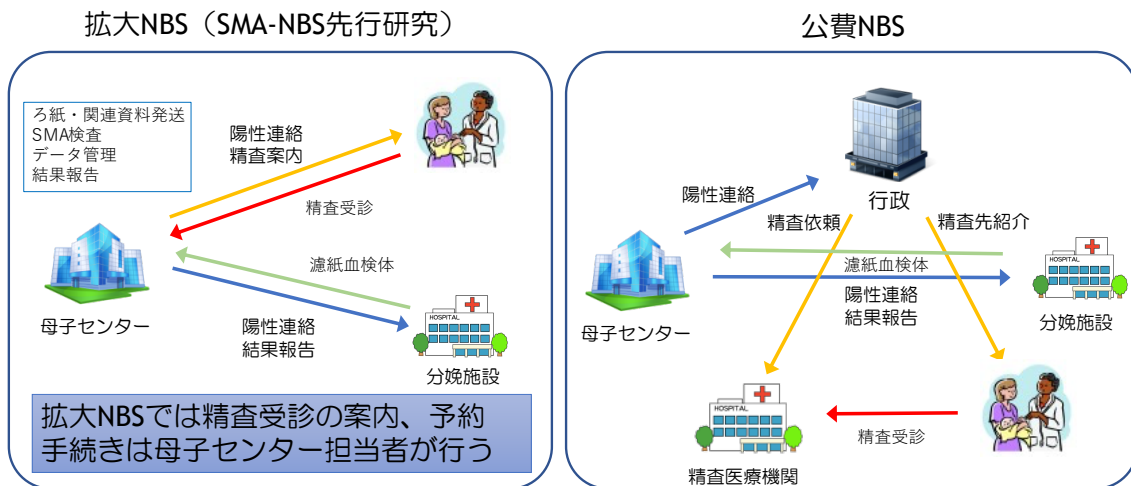 拡大NBS（SMA-NBS先行研究）
ろ紙・関連資料発送
SMA検査
データ管理
結果報告
陽性連絡
精査案内
精査受診
濾紙血検体
母子センター
陽性連絡
結果報告
HOSPITAL
分娩施設
拡大NBSでは精査受診の案内、予約
手続きは母子センター担当者が行う
公費NBS
陽性連絡
行政
精査依頼
精査先紹介
濾紙血検体
HOSPITAL
母子センター
陽性連絡
結果報告
分娩施設
HOSPITAL
精査受診
精査医療機関